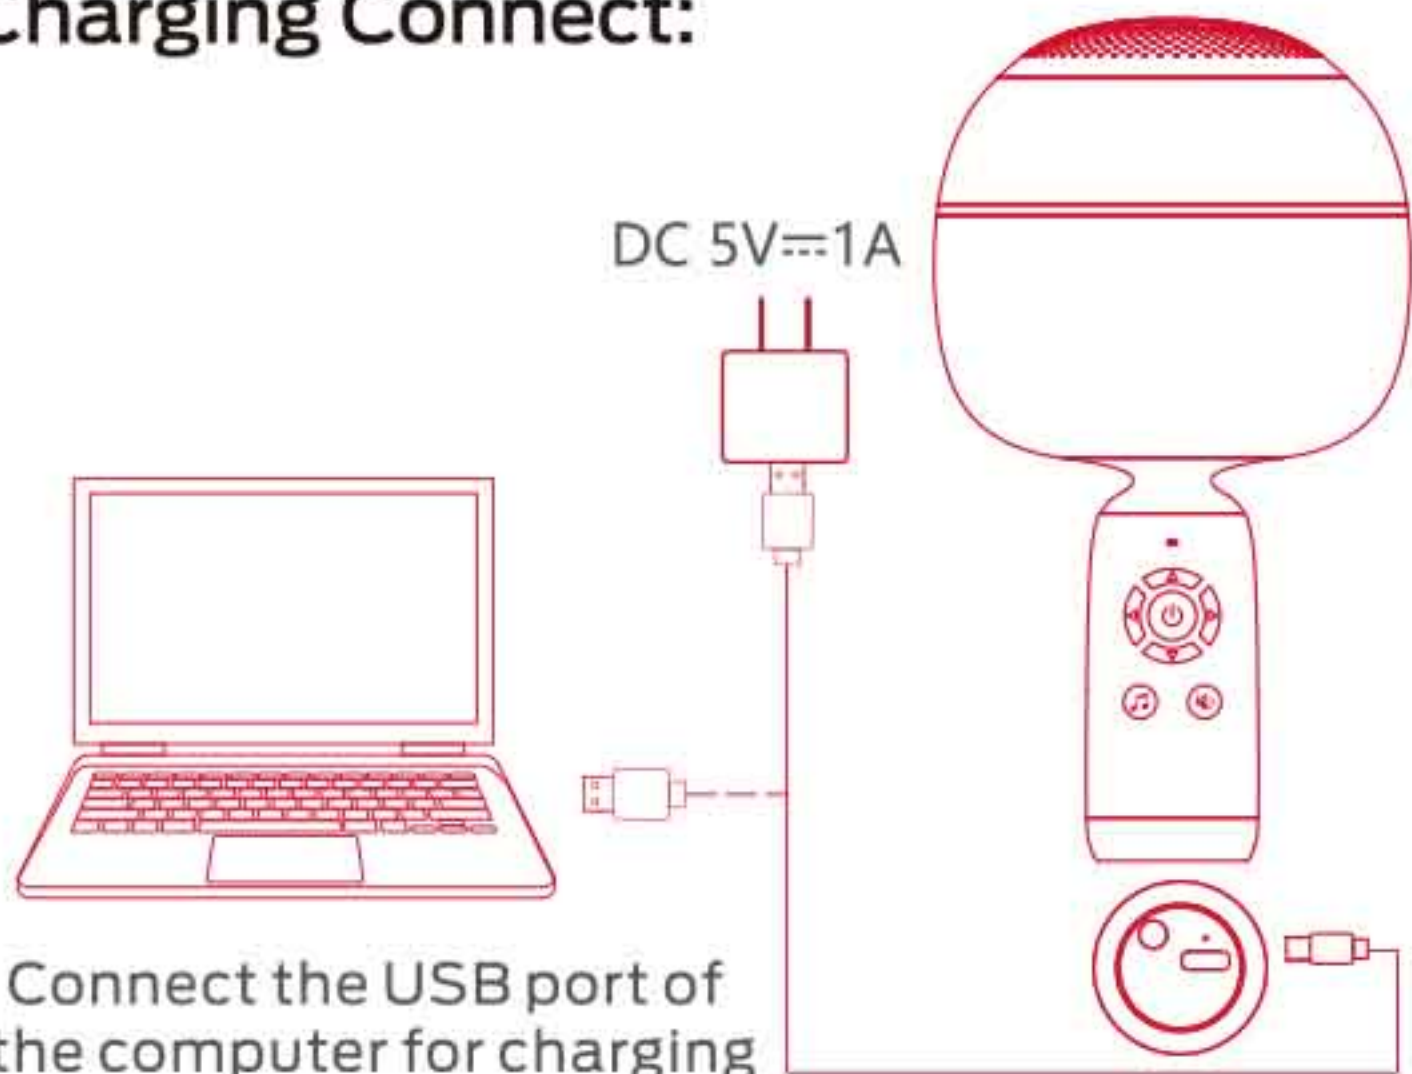 Charging Connect:
DC 5V⎓1A
Connect the USB port of
the computer for charging